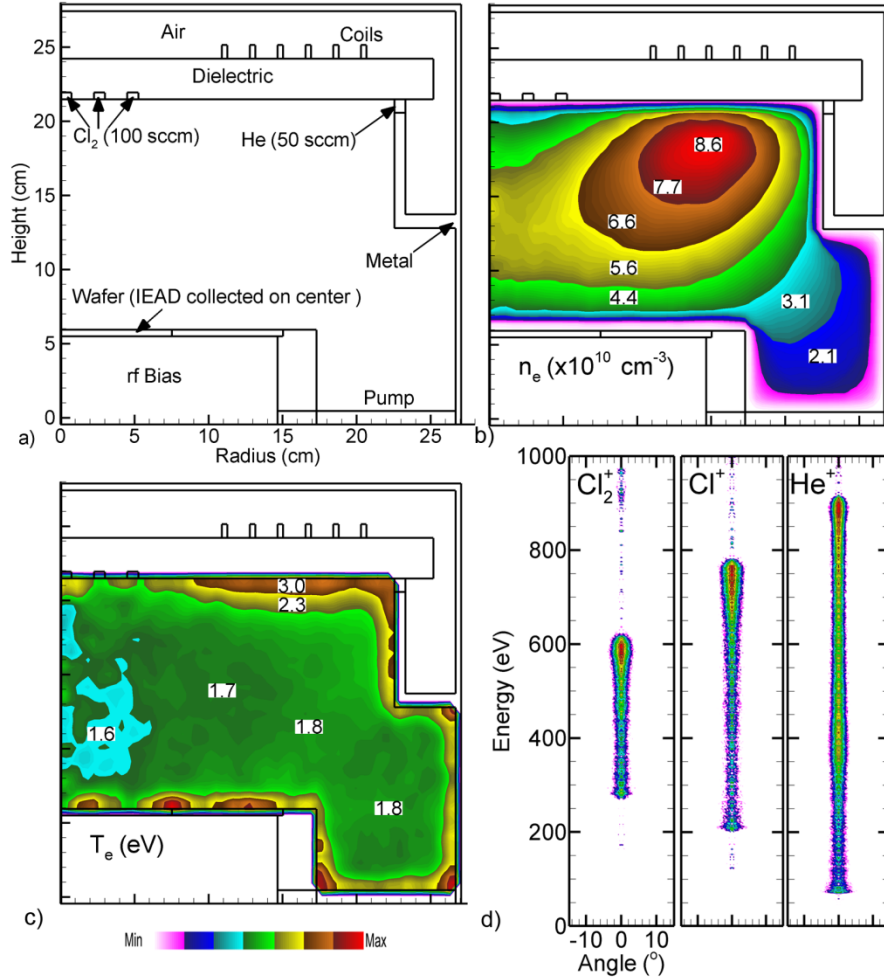 Air
Coils
Dielectric
Cl2 (100 sccm)
He (50 sccm)
Metal
Wafer (IEAD collected on center )
rf Bias
Pump
Height (cm)
25
20
15
10
5
0
0 5 10 15 20 25
Radius (cm)
a)
8.6
7.7
6.6
5.6
4.4
3.1
2.1
ne (x10^10 cm^-3)
b)
3.0
2.3
1.7
1.6
1.8
1.8
Te (eV)
c)
Min
Max
Cl2+
Cl+
He+
Energy (eV)
1000
800
600
400
200
0
-10 0 10
Angle (o)
d)